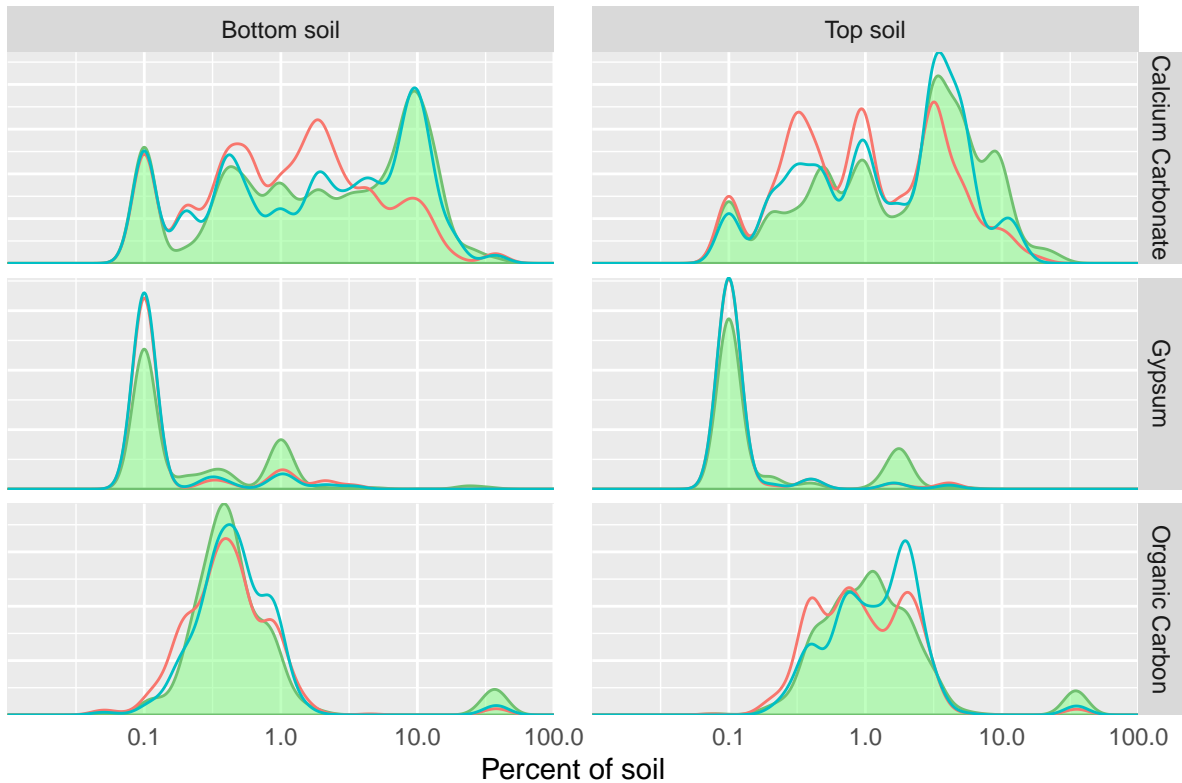 Bottom soil
Top soil
Calcium Carbonate
Gypsum
Organic Carbon
0.1 1.0 10.0 100.0
0.1 1.0 10.0 100.0
Percent of soil